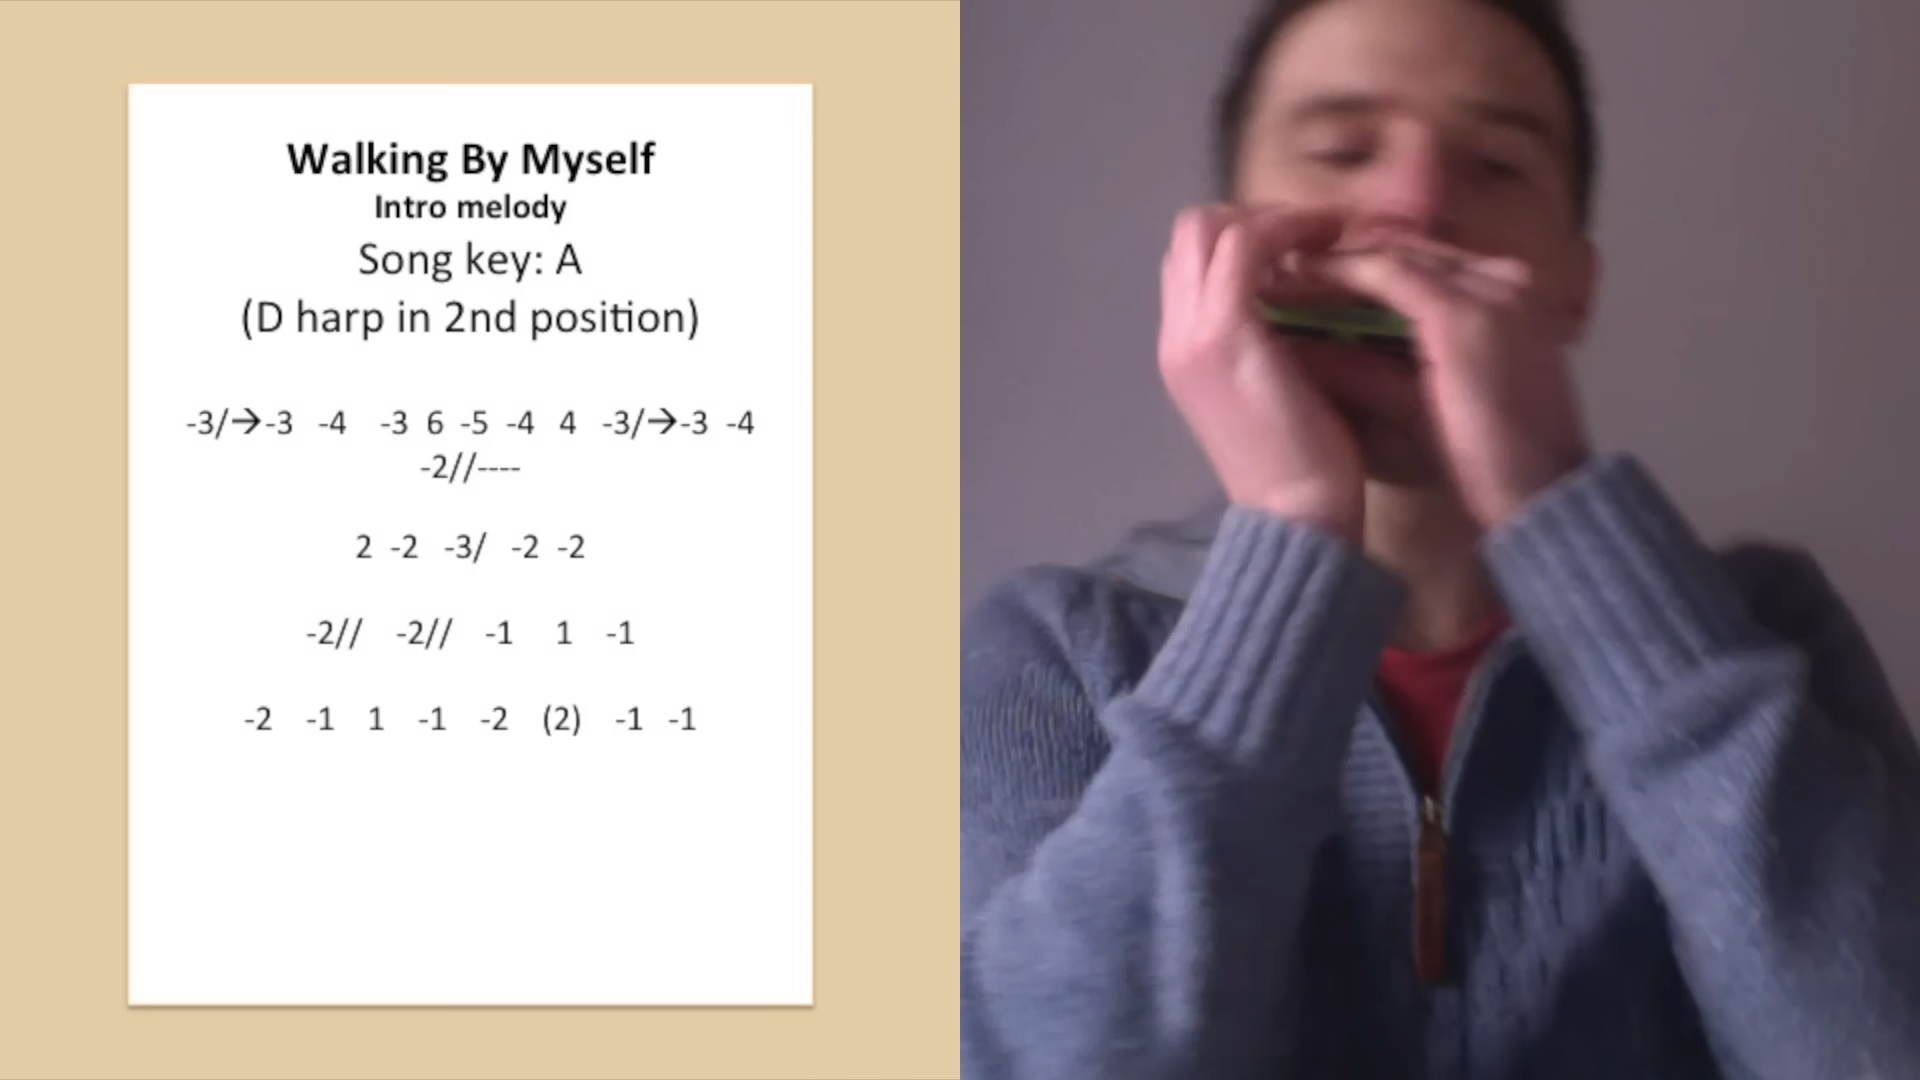 Walking By Myself
Intro melody
Song key: A
(D harp in 2nd position)
-3/→-3 -4 -3 6 -5 -4 4 -3/→-3 -4
-2//----
2 -2 -3/ -2 -2
-2// -2// -1 1 -1
-2 -1 1 -1 -2 (2) -1 -1